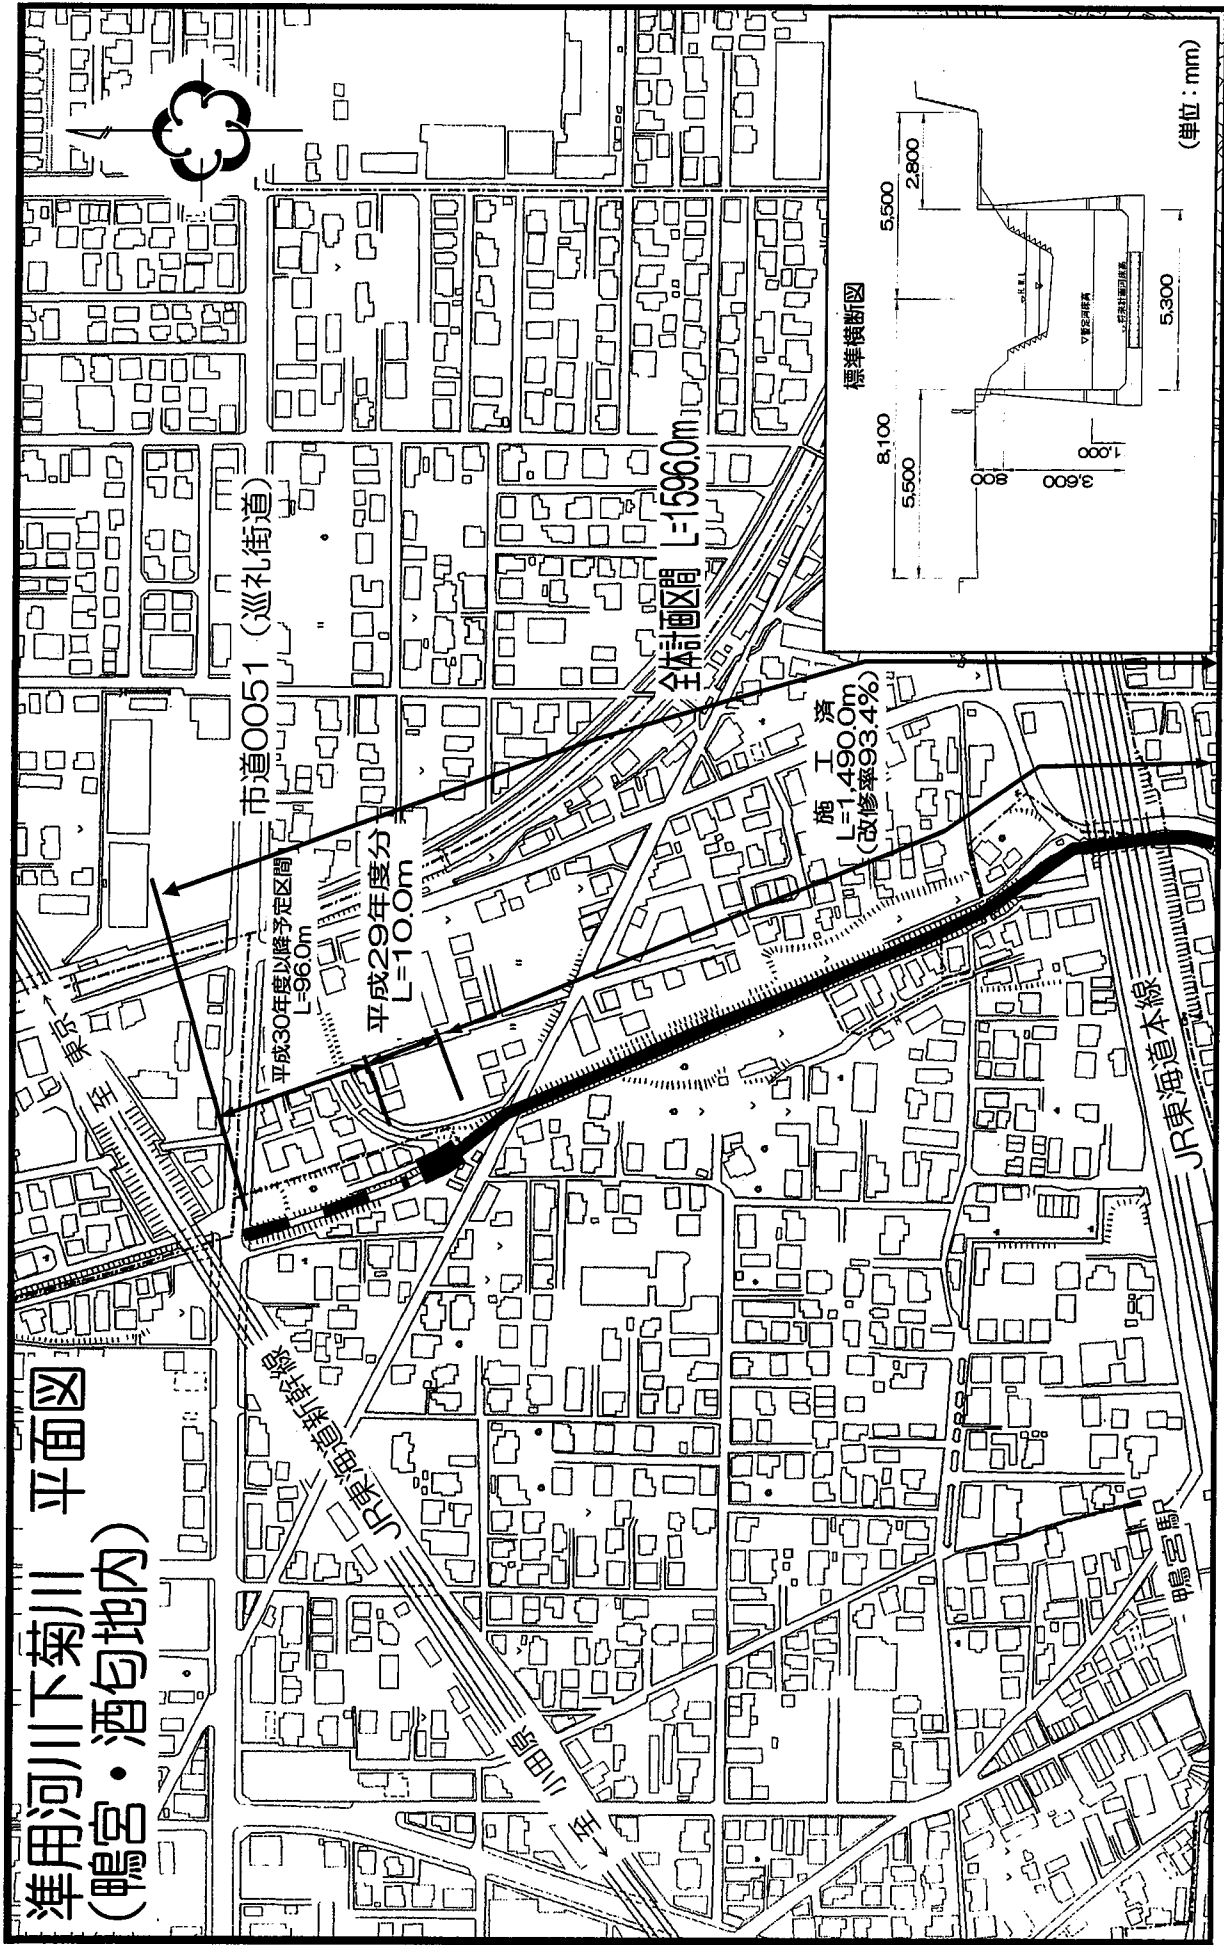 準用河川下菊川 平面図
(鴨宮・酒匂地内)
至 東京
市道0051 (巡礼街道)
平成30年度以降予定区間
L=96.0m
平成29年度分
L=10.0m
全体計画区間 L=1596.0m
施 工 済
L=1,490.0m
(改修率93.4%)
JR東海道新幹線
至 小田原
JR東海道本線
鴨宮駅
標準横断図
8,100
5,500
5,500
2,800
800
3,600
1,000
H.W.L
▽暫定河床高
5,300
(単位:mm)